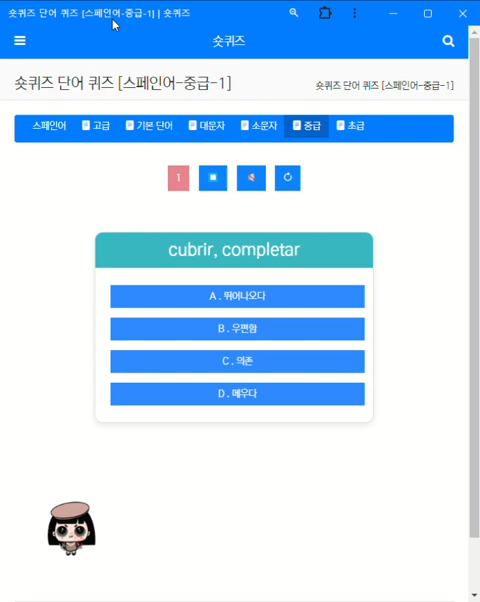 숏퀴즈 단어 퀴즈 [스페인어-중급-1] | 숏퀴즈
숏퀴즈
숏퀴즈 단어 퀴즈 [스페인어-중급-1]
숏퀴즈 단어 퀴즈 [스페인어-중급-1]
스페인어 고급 기본 단어 대문자 소문자 중급 초급
1
cubrir, completar
A . 뛰어나오다
B . 우편함
C . 의존
D . 메우다